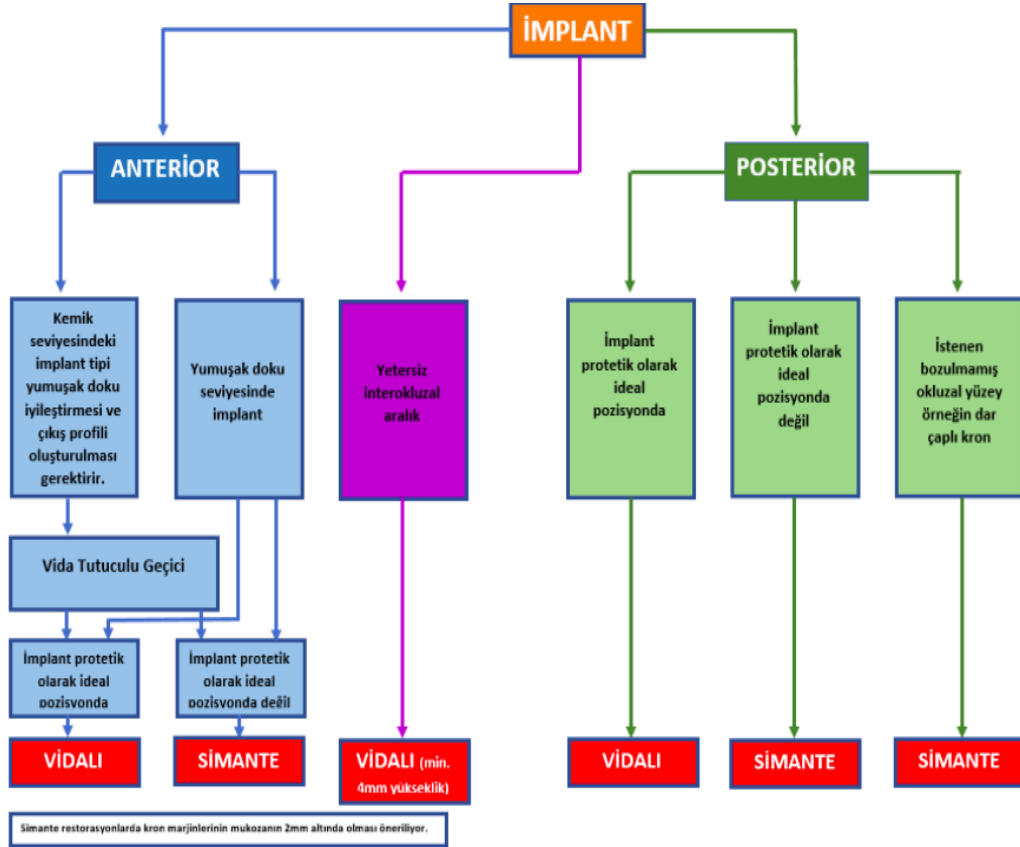 İMPLANT
ANTERİOR
POSTERİOR
Kemik
seviyesindeki
implant tipi
yumuşak doku
iyileştirmesi ve
çıkış profili
oluşturulması
gerektirir.
Yumuşak doku
seviyesinde
implant
Yetersiz
interokluzal
aralık
İmplant
protetik olarak
ideal
pozisyonda
İmplant
protetik olarak
ideal
pozisyonda
değil
İstenen
bozulmamış
okluzal yüzey
örneğin dar
çaplı kron
Vida Tutuculu Geçici
İmplant protetik
olarak ideal
pozisyonda
İmplant protetik
olarak ideal
pozisyonda değil
VİDALI
SİMANTE
VİDALI (min.
4mm yükseklik)
VİDALI
SİMANTE
SİMANTE
Simante restorasyonlarda kron marjinlerinin mukozanın 2mm altında olması öneriliyor.